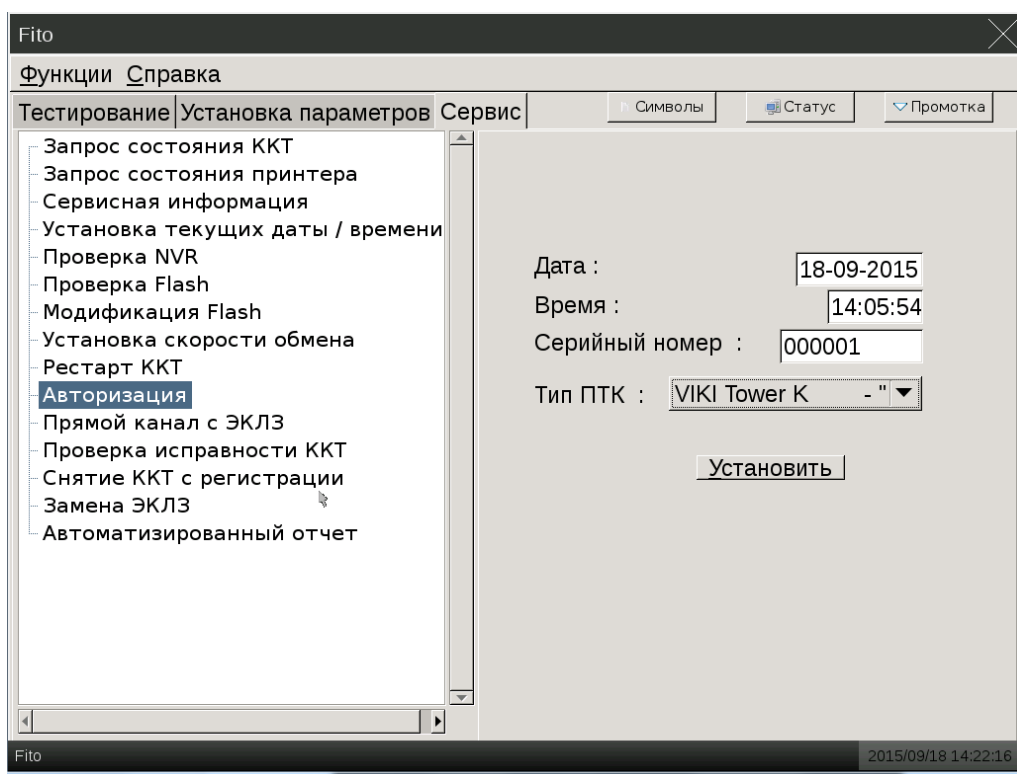 Fito
Функции Справка
Тестирование Установка параметров Сервис Символы Статус Промотка
Запрос состояния ККТ
Запрос состояния принтера
Сервисная информация
Установка текущих даты / времени
Проверка NVR
Проверка Flash
Модификация Flash
Установка скорости обмена
Рестарт ККТ
Авторизация
Прямой канал с ЭКЛЗ
Проверка исправности ККТ
Снятие ККТ с регистрации
Замена ЭКЛЗ
Автоматизированный отчет
Дата : 18-09-2015
Время : 14:05:54
Серийный номер : 000001
Тип ПТК : VIKI Tower K - "
Установить
Fito 2015/09/18 14:22:16